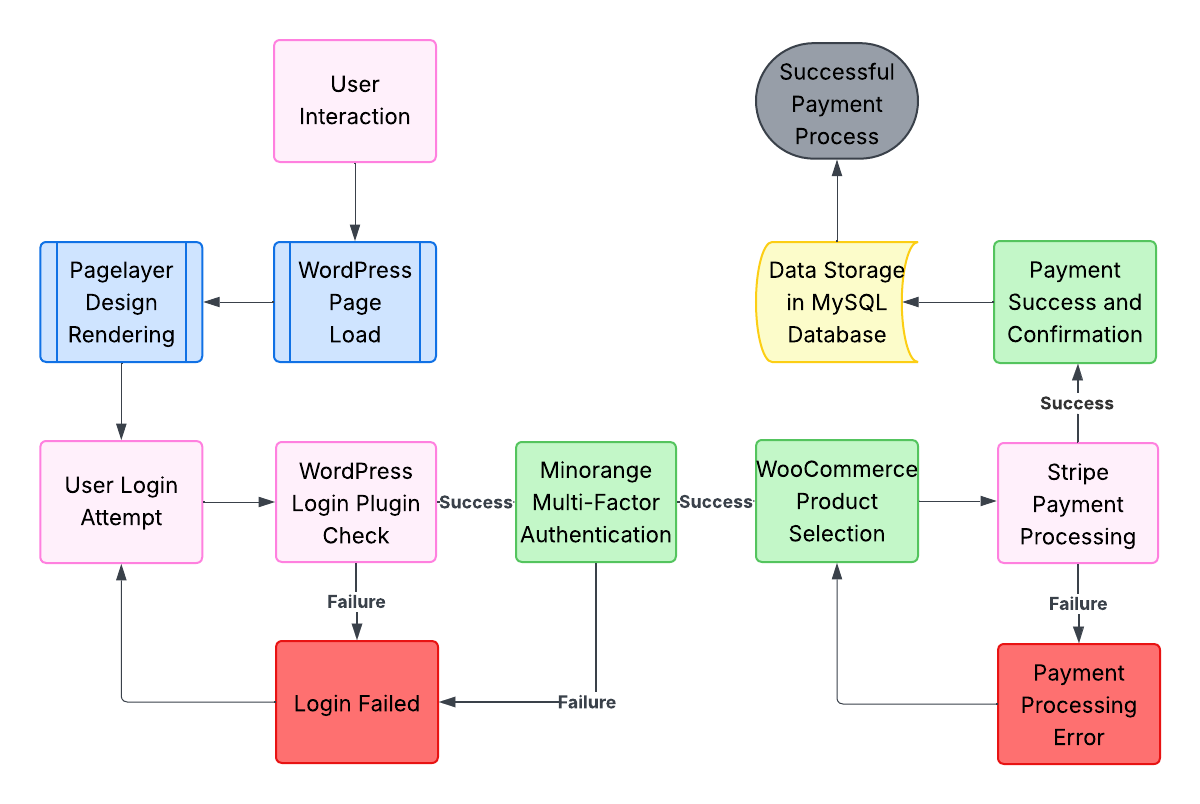 User
Interaction
Successful
Payment
Process
Pagelayer
Design
Rendering
WordPress
Page
Load
Data Storage
in MySQL
Database
Payment
Success and
Confirmation
Success
User Login
Attempt
WordPress
Login Plugin
Check
Success
Minorange
Multi-Factor
Authentication
Success
WooCommerce
Product
Selection
Stripe
Payment
Processing
Failure
Failure
Login Failed
Failure
Payment
Processing
Error